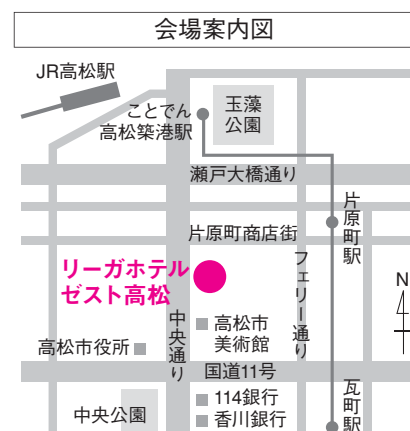 会場案内図
JR高松駅
ことでん
高松築港駅
玉藻
公園
瀬戸大橋通り
片原町駅
片原町商店街
リーガホテル
ゼスト高松
フェリー通り
N
中央通り
高松市
美術館
高松市役所
国道11号
中央公園
114銀行
香川銀行
瓦町駅